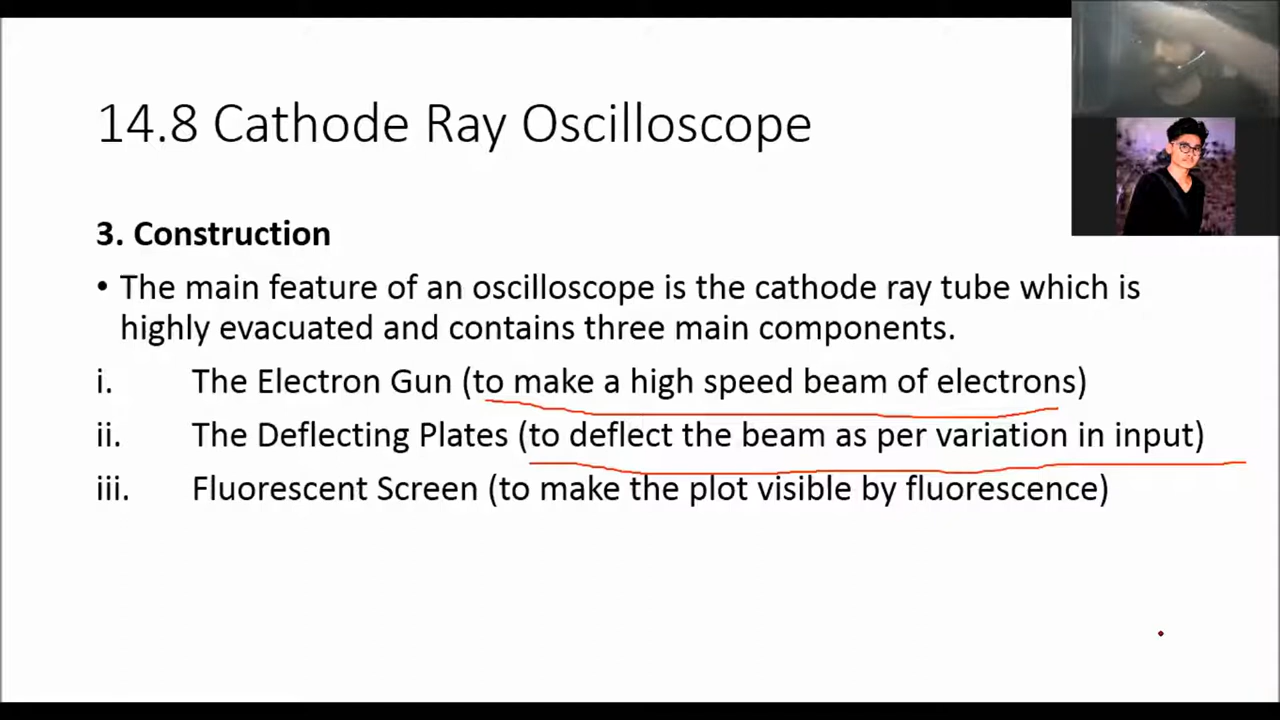 14.8 Cathode Ray Oscilloscope
3. Construction
• The main feature of an oscilloscope is the cathode ray tube which is
highly evacuated and contains three main components.
i. The Electron Gun (to make a high speed beam of electrons)
ii. The Deflecting Plates (to deflect the beam as per variation in input)
iii. Fluorescent Screen (to make the plot visible by fluorescence)